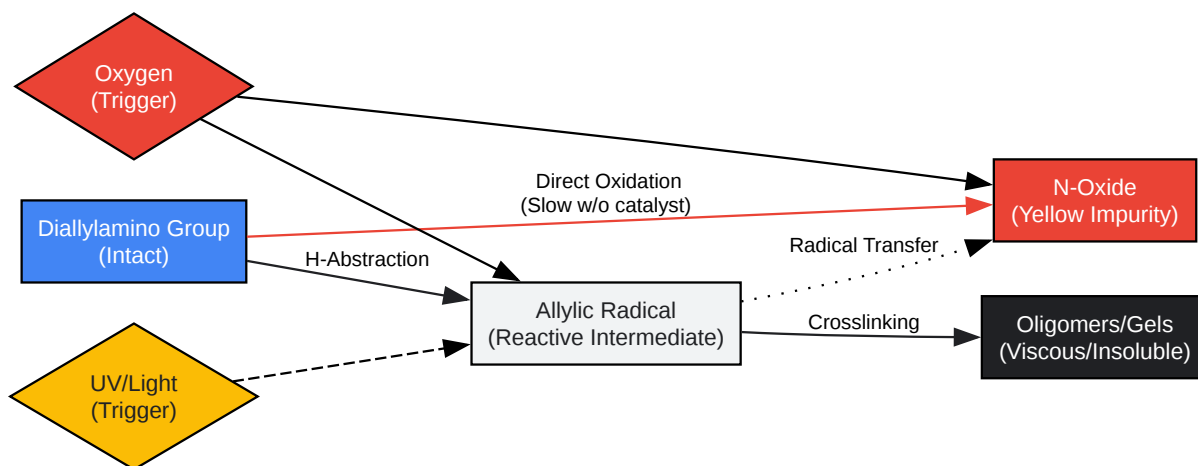 Oxygen
(Trigger)
Direct Oxidation
(Slow w/o catalyst)
N-Oxide
(Yellow Impurity)
Diallylamino Group
(Intact)
H-Abstraction
Radical Transfer
Allylic Radical
(Reactive Intermediate)
Crosslinking
Oligomers/Gels
(Viscous/Insoluble)
UV/Light
(Trigger)